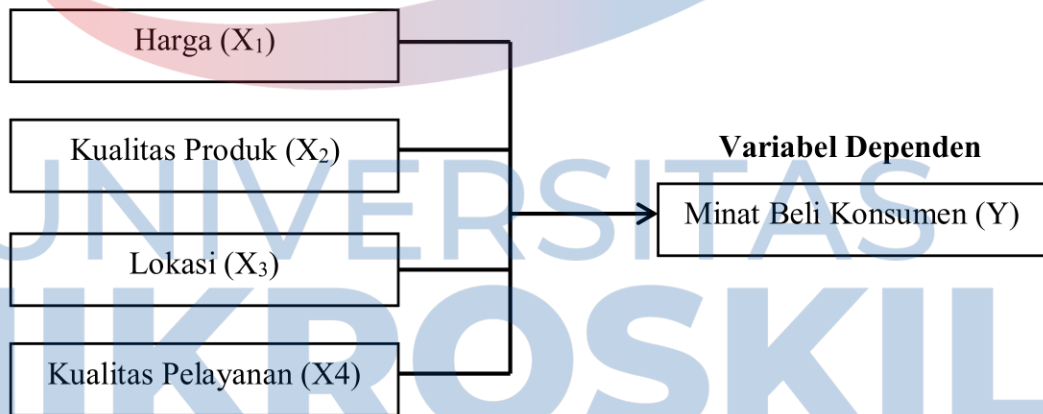 Harga (X₁)
Kualitas Produk (X₂)
Variabel Dependen
UNIVERSITAS
Minat Beli Konsumen (Y)
Lokasi (X₃)
MIKROSKIL
Kualitas Pelayanan (X4)